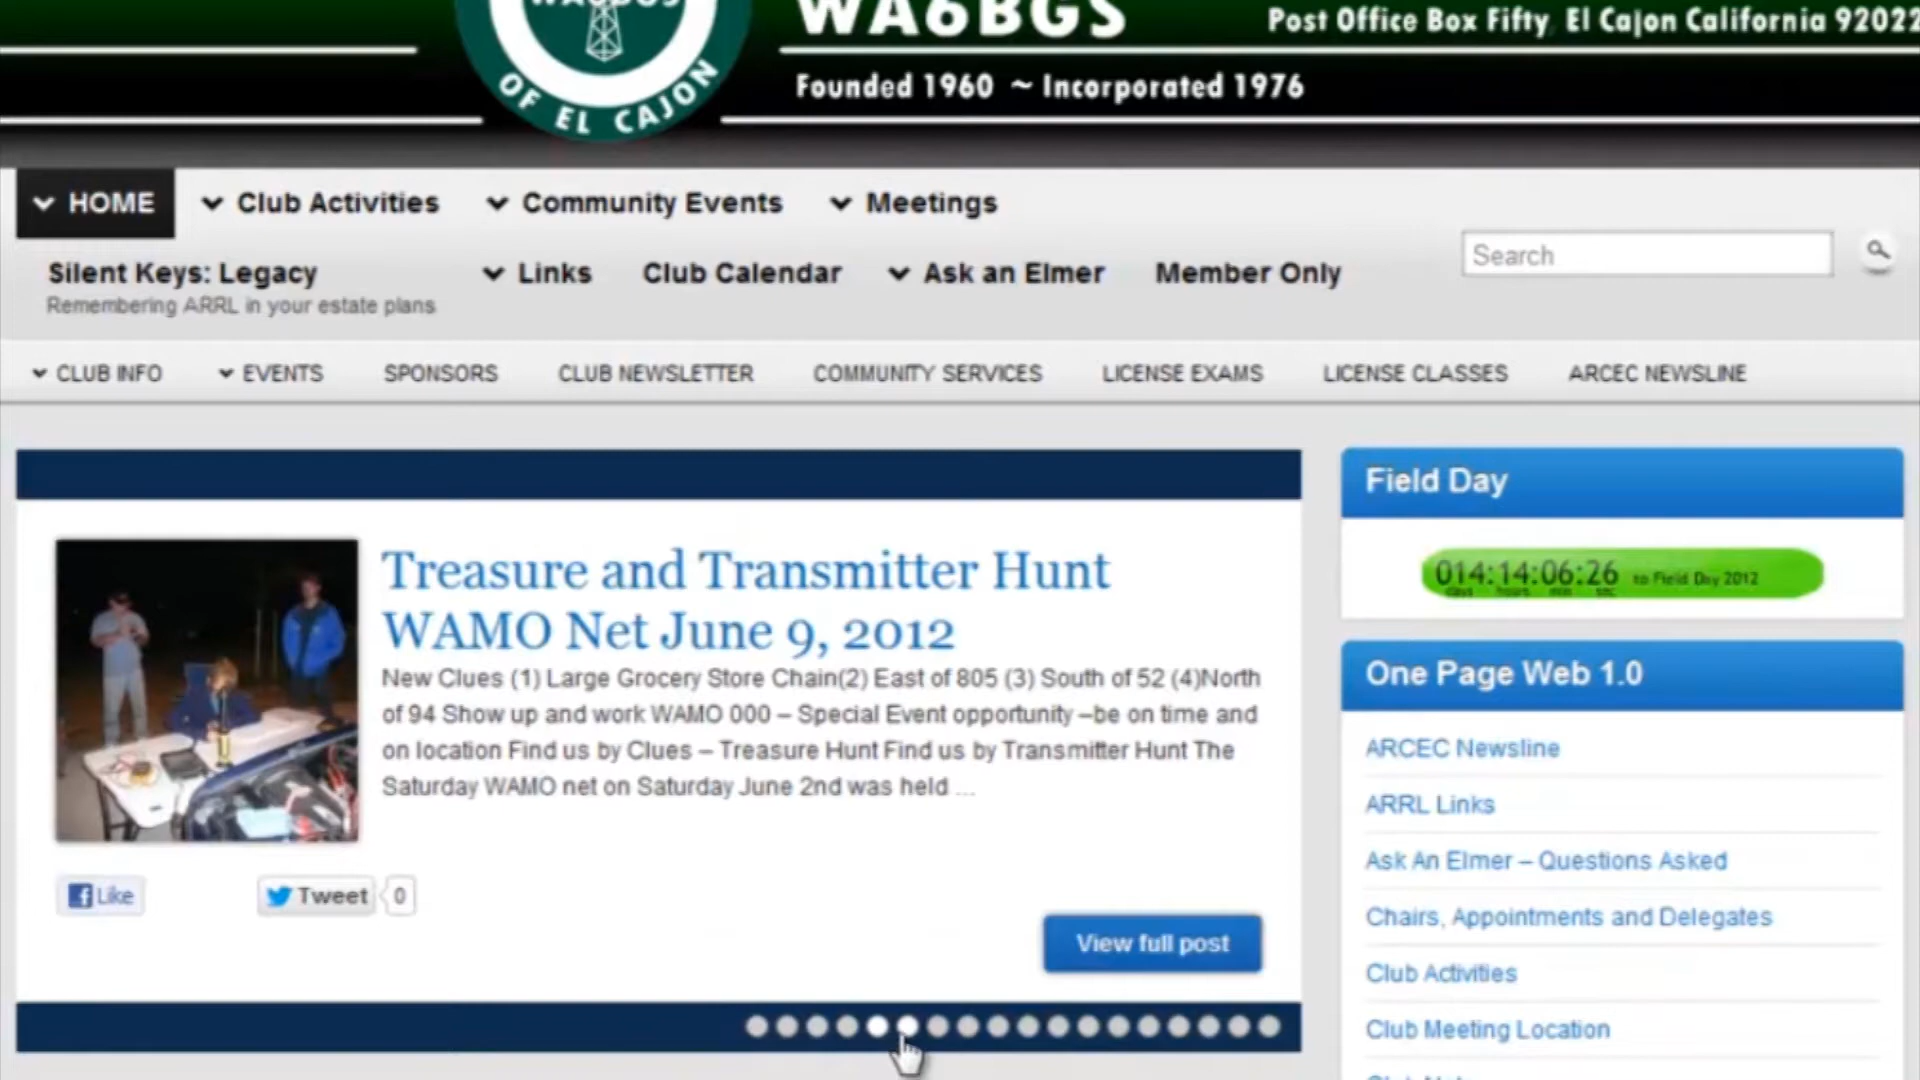 WA6BGS
Post Office Box Fifty, El Cajon California 92022
Founded 1960 ~ Incorporated 1976
OF EL CAJON
HOME
Club Activities
Community Events
Meetings
Silent Keys: Legacy
Remembering ARRL in your estate plans
Links
Club Calendar
Ask an Elmer
Member Only
Search
CLUB INFO
EVENTS
SPONSORS
CLUB NEWSLETTER
COMMUNITY SERVICES
LICENSE EXAMS
LICENSE CLASSES
ARCEC NEWSLINE
Treasure and Transmitter Hunt
WAMO Net June 9, 2012
New Clues (1) Large Grocery Store Chain(2) East of 805 (3) South of 52 (4)North
of 94 Show up and work WAMO 000 – Special Event opportunity –be on time and
on location Find us by Clues – Treasure Hunt Find us by Transmitter Hunt The
Saturday WAMO net on Saturday June 2nd was held ...
Like
Tweet
0
View full post
Field Day
014:14:06:26 to Field Day 2012
days hours min sec
One Page Web 1.0
ARCEC Newsline
ARRL Links
Ask An Elmer – Questions Asked
Chairs, Appointments and Delegates
Club Activities
Club Meeting Location